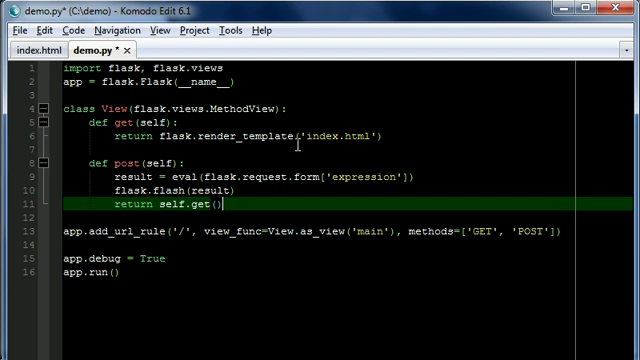 demo.py* (C:\demo) - Komodo Edit 6.1
File Edit Code Navigation View Project Tools Help
index.html demo.py *
1 import flask, flask.views
2 app = flask.Flask(__name__)
3
4 class View(flask.views.MethodView):
5 def get(self):
6 return flask.render_template('index.html')
7
8 def post(self):
9 result = eval(flask.request.form['expression'])
10 flask.flash(result)
11 return self.get()
12
13 app.add_url_rule('/', view_func=View.as_view('main'), methods=['GET', 'POST'])
14
15 app.debug = True
16 app.run()